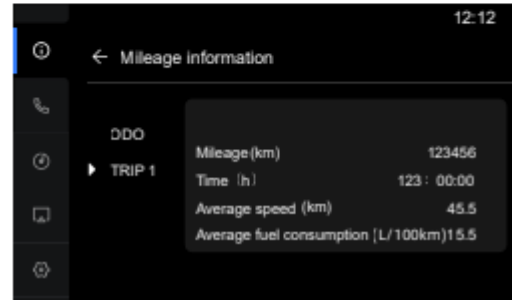 12:12
← Mileage information
ODO
TRIP 1
Mileage(km) 123456
Time (h) 123: 00:00
Average speed (km) 45.5
Average fuel consumption (L/100km)15.5